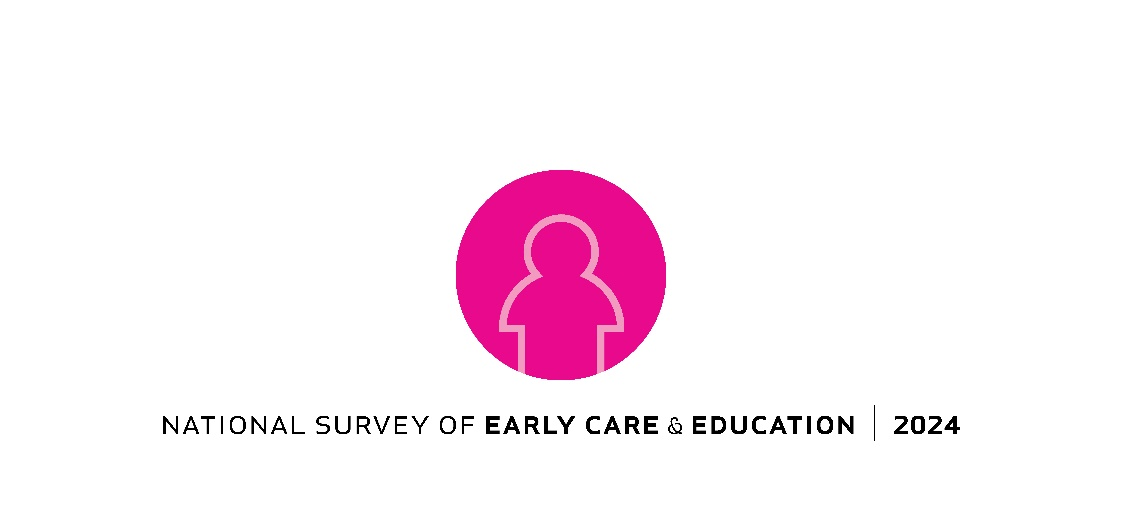 NATIONAL SURVEY OF EARLY CARE & EDUCATION | 2024